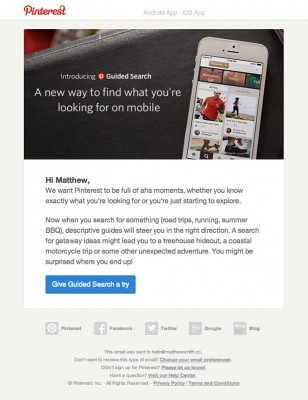 Pinterest
Android App · iOS App
Introducing Guided Search
A new way to find what you're
looking for on mobile
Hi Matthew,
We want Pinterest to be full of aha moments, whether you know
exactly what you're looking for or you're just starting to explore.
Now when you search for something (road trips, running, summer
BBQ), descriptive guides will steer you in the right direction. A
search for getaway ideas might lead you to a treehouse hideout, a coastal
motorcycle trip or some other unexpected adventure. You might be
surprised where you end up!
Give Guided Search a try
Pinterest Facebook Twitter Google Blog
This email was sent to hello@matthewsmith.co.
Don't want to receive this type of email? Change your email preferences.
Didn't sign up for Pinterest? Please let us know!
Have a question? Visit our Help Center.
© Pinterest, Inc. · All Rights Reserved. · Privacy Policy | Terms and Conditions